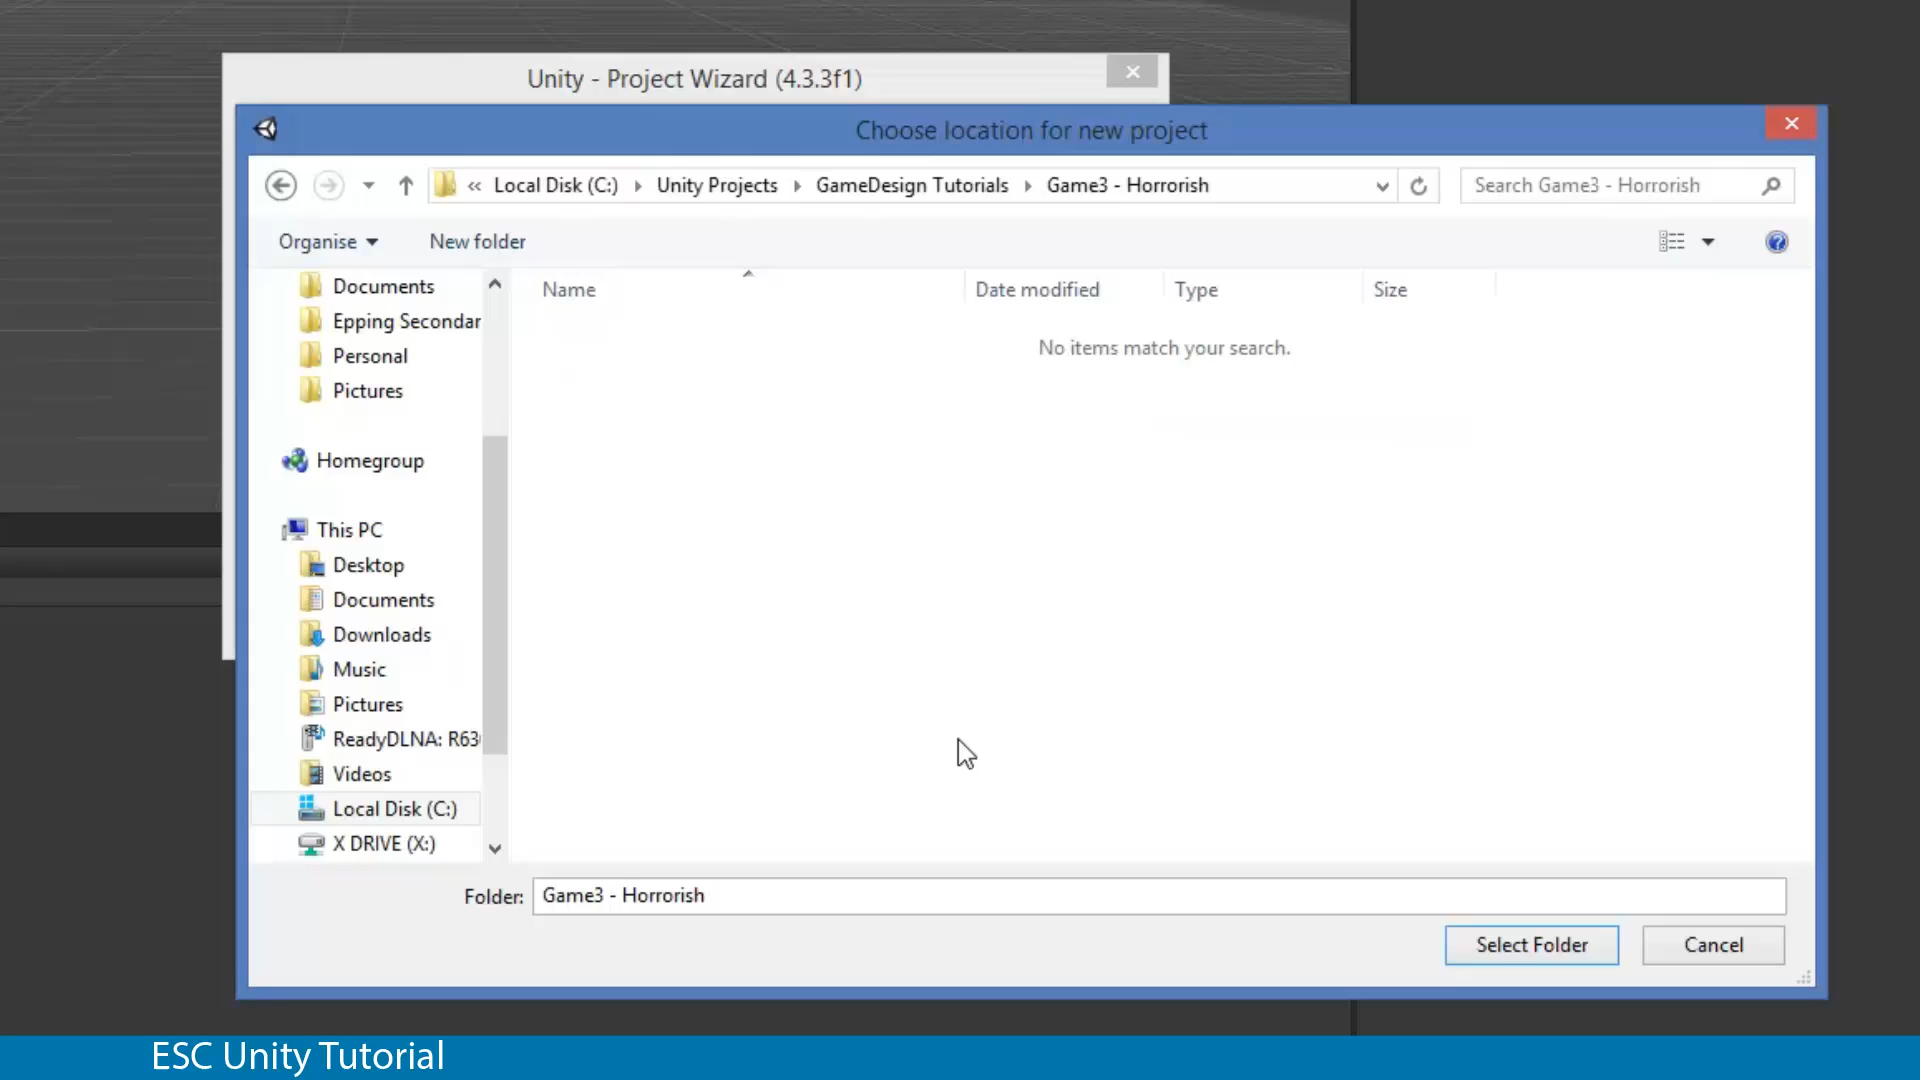 Unity - Project Wizard (4.3.3f1)
Choose location for new project
« Local Disk (C:) Unity Projects GameDesign Tutorials Game3 - Horrorish
Search Game3 - Horrorish
Organise New folder
Name Date modified Type Size
No items match your search.
Documents
Epping Secondar
Personal
Pictures
Homegroup
This PC
Desktop
Documents
Downloads
Music
Pictures
ReadyDLNA: R63
Videos
Local Disk (C:)
X DRIVE (X:)
Folder: Game3 - Horrorish
Select Folder Cancel
ESC Unity Tutorial